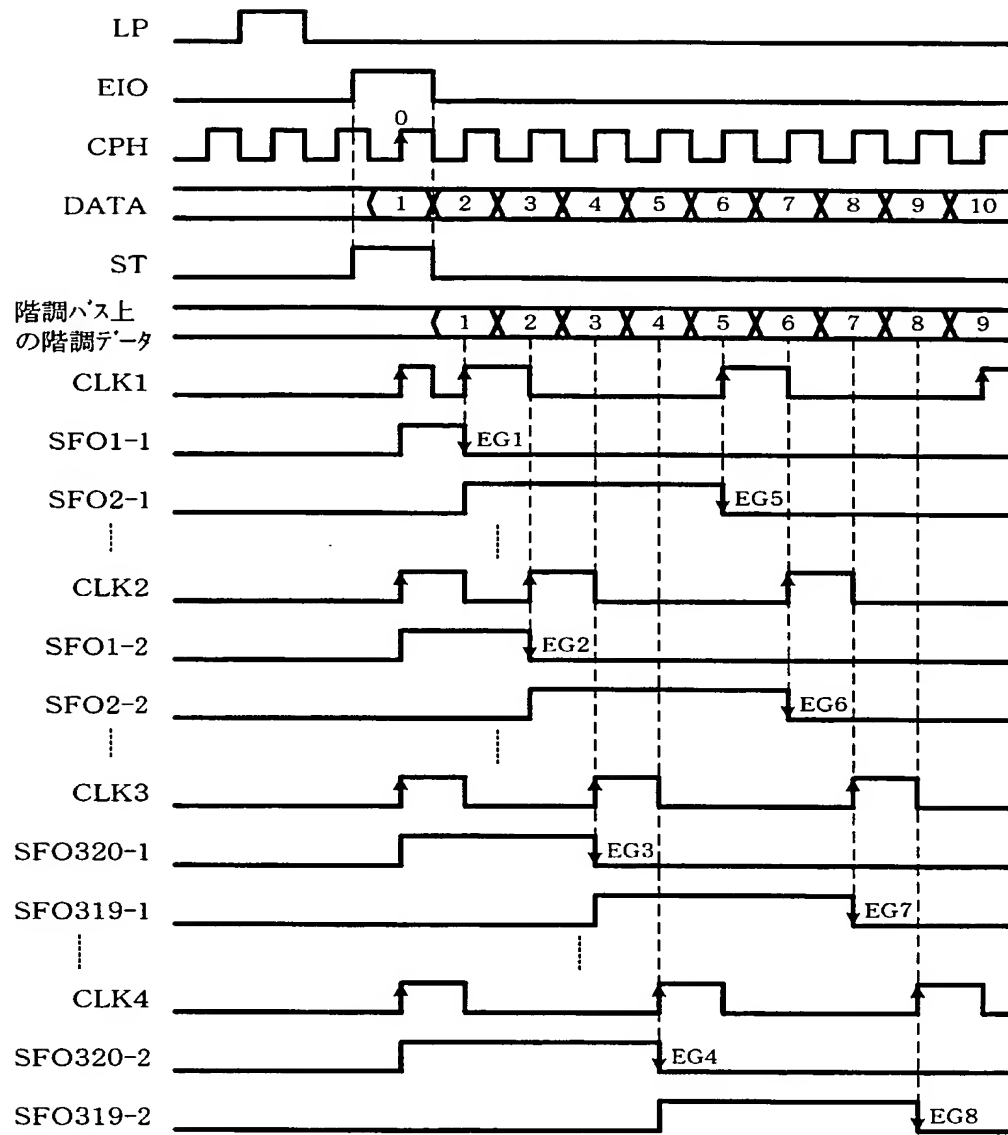 LP
EIO
0
CPH
DATA 1 2 3 4 5 6 7 8 9 10
ST
階調バス上
の階調データ 1 2 3 4 5 6 7 8 9
CLK1
SFO1-1 EG1
SFO2-1 EG5
CLK2
SFO1-2 EG2
SFO2-2 EG6
CLK3
SFO320-1 EG3
SFO319-1 EG7
CLK4
SFO320-2 EG4
SFO319-2 EG8